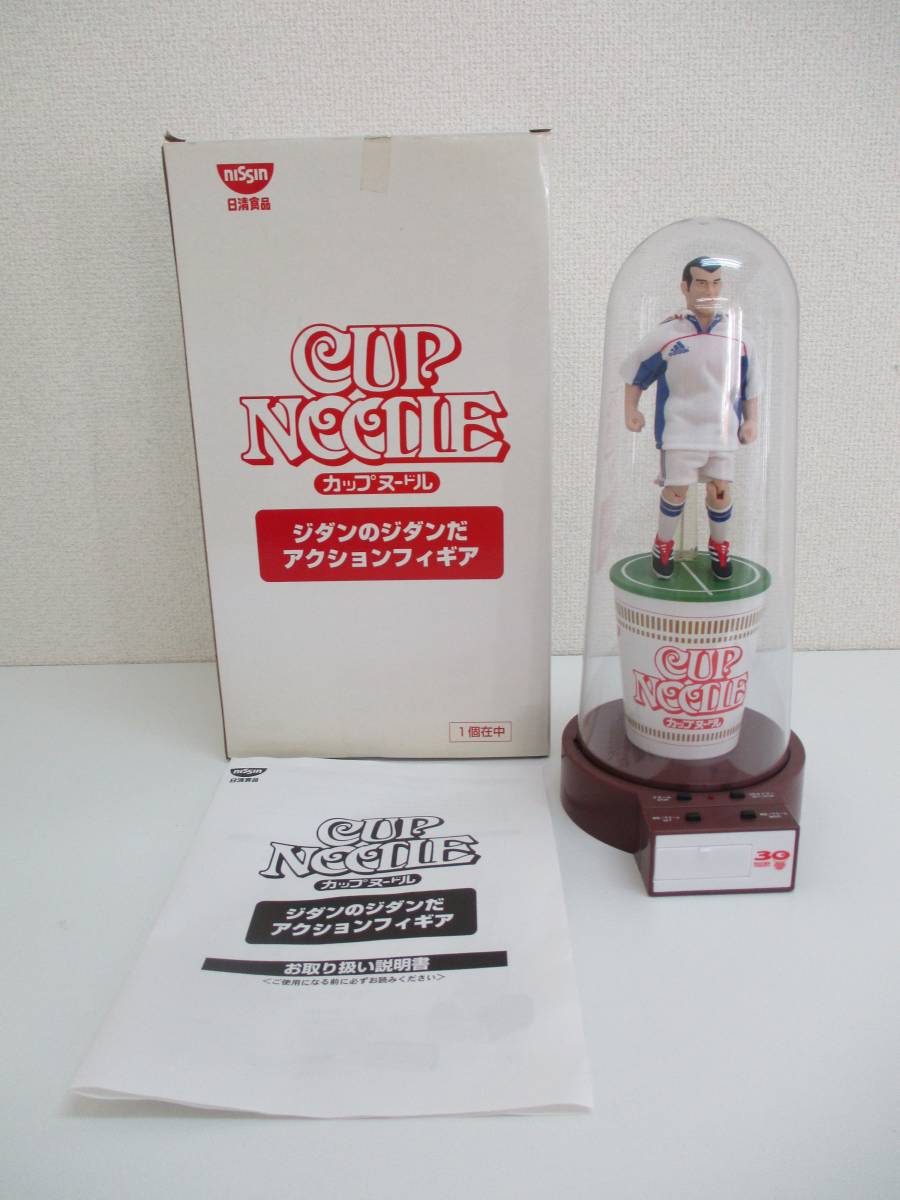 nissin
日清食品
CUP
NOODLE
カップヌードル
ジダンのジダンだ
アクションフィギア
1個在中
nissin
日清食品
CUP
NOODLE
カップヌードル
ジダンのジダンだ
アクションフィギア
お取り扱い説明書
<ご使用になる前に必ずお読みください>
adidas
CUP
NOODLE
カップヌードル
30